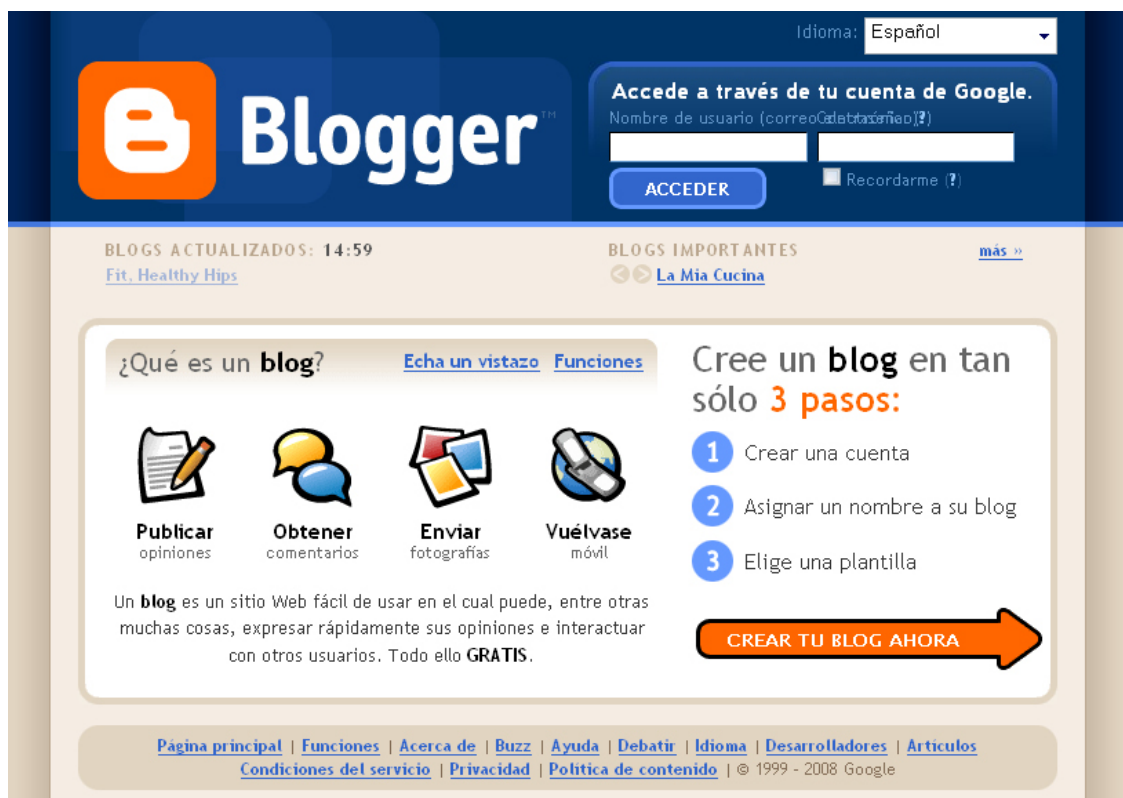 Idioma: Español
Blogger™
Accede a través de tu cuenta de Google.
Nombre de usuario (correo
ACCEDER
Recordarme (?)
BLOGS ACTUALIZADOS: 14:59
Fit, Healthy Hips
BLOGS IMPORTANTES
más »
La Mia Cucina
¿Qué es un blog?
Echa un vistazo Funciones
Publicar
opiniones
Obtener
comentarios
Enviar
fotografías
Vuélvase
móvil
Un blog es un sitio Web fácil de usar en el cual puede, entre otras
muchas cosas, expresar rápidamente sus opiniones e interactuar
con otros usuarios. Todo ello GRATIS.
Cree un blog en tan
sólo 3 pasos:
1 Crear una cuenta
2 Asignar un nombre a su blog
3 Elige una plantilla
CREAR TU BLOG AHORA
Página principal | Funciones | Acerca de | Buzz | Ayuda | Debatir | Idioma | Desarrolladores | Artículos
Condiciones del servicio | Privacidad | Política de contenido | © 1999 - 2008 Google